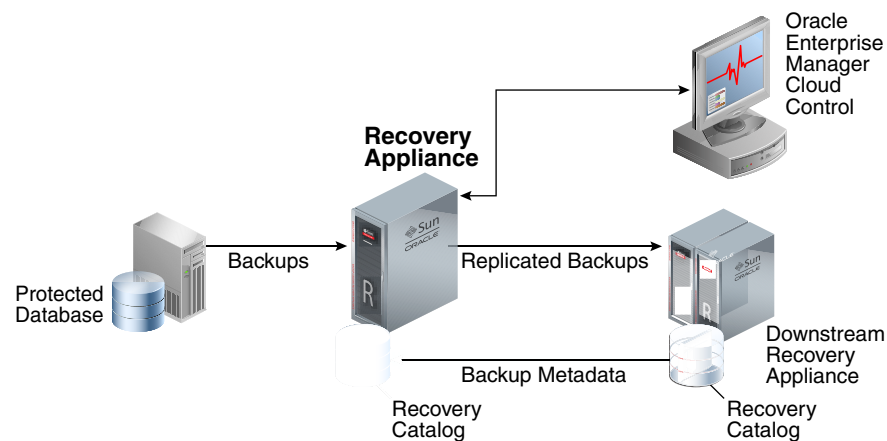 Oracle
Enterprise
Manager
Cloud
Control
Recovery
Appliance
Sun
ORACLE
Sun
R
R
Backups
Replicated Backups
Protected
Database
Downstream
Recovery
Appliance
Backup Metadata
Recovery
Catalog
Recovery
Catalog